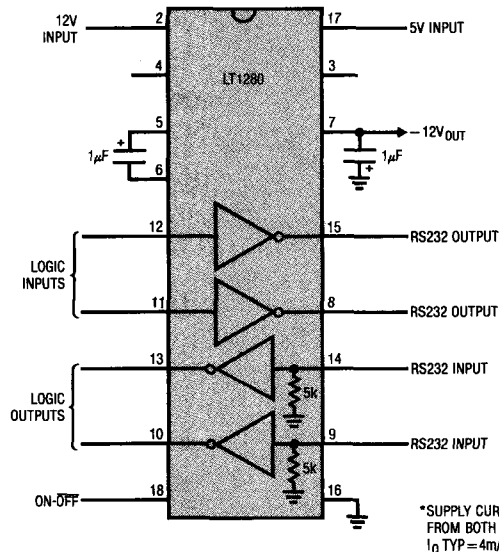 12V
INPUT
2
17
5V INPUT
4
LT1280
3
5
7
−12VOUT
+
1µF
6
1µF
+
12
15
RS232 OUTPUT
LOGIC
INPUTS
11
8
RS232 OUTPUT
13
14
RS232 INPUT
5k
LOGIC
OUTPUTS
10
9
RS232 INPUT
5k
ON-OFF
18
16
*SUPPLY CUR
FROM BOTH
IQ TYP = 4m